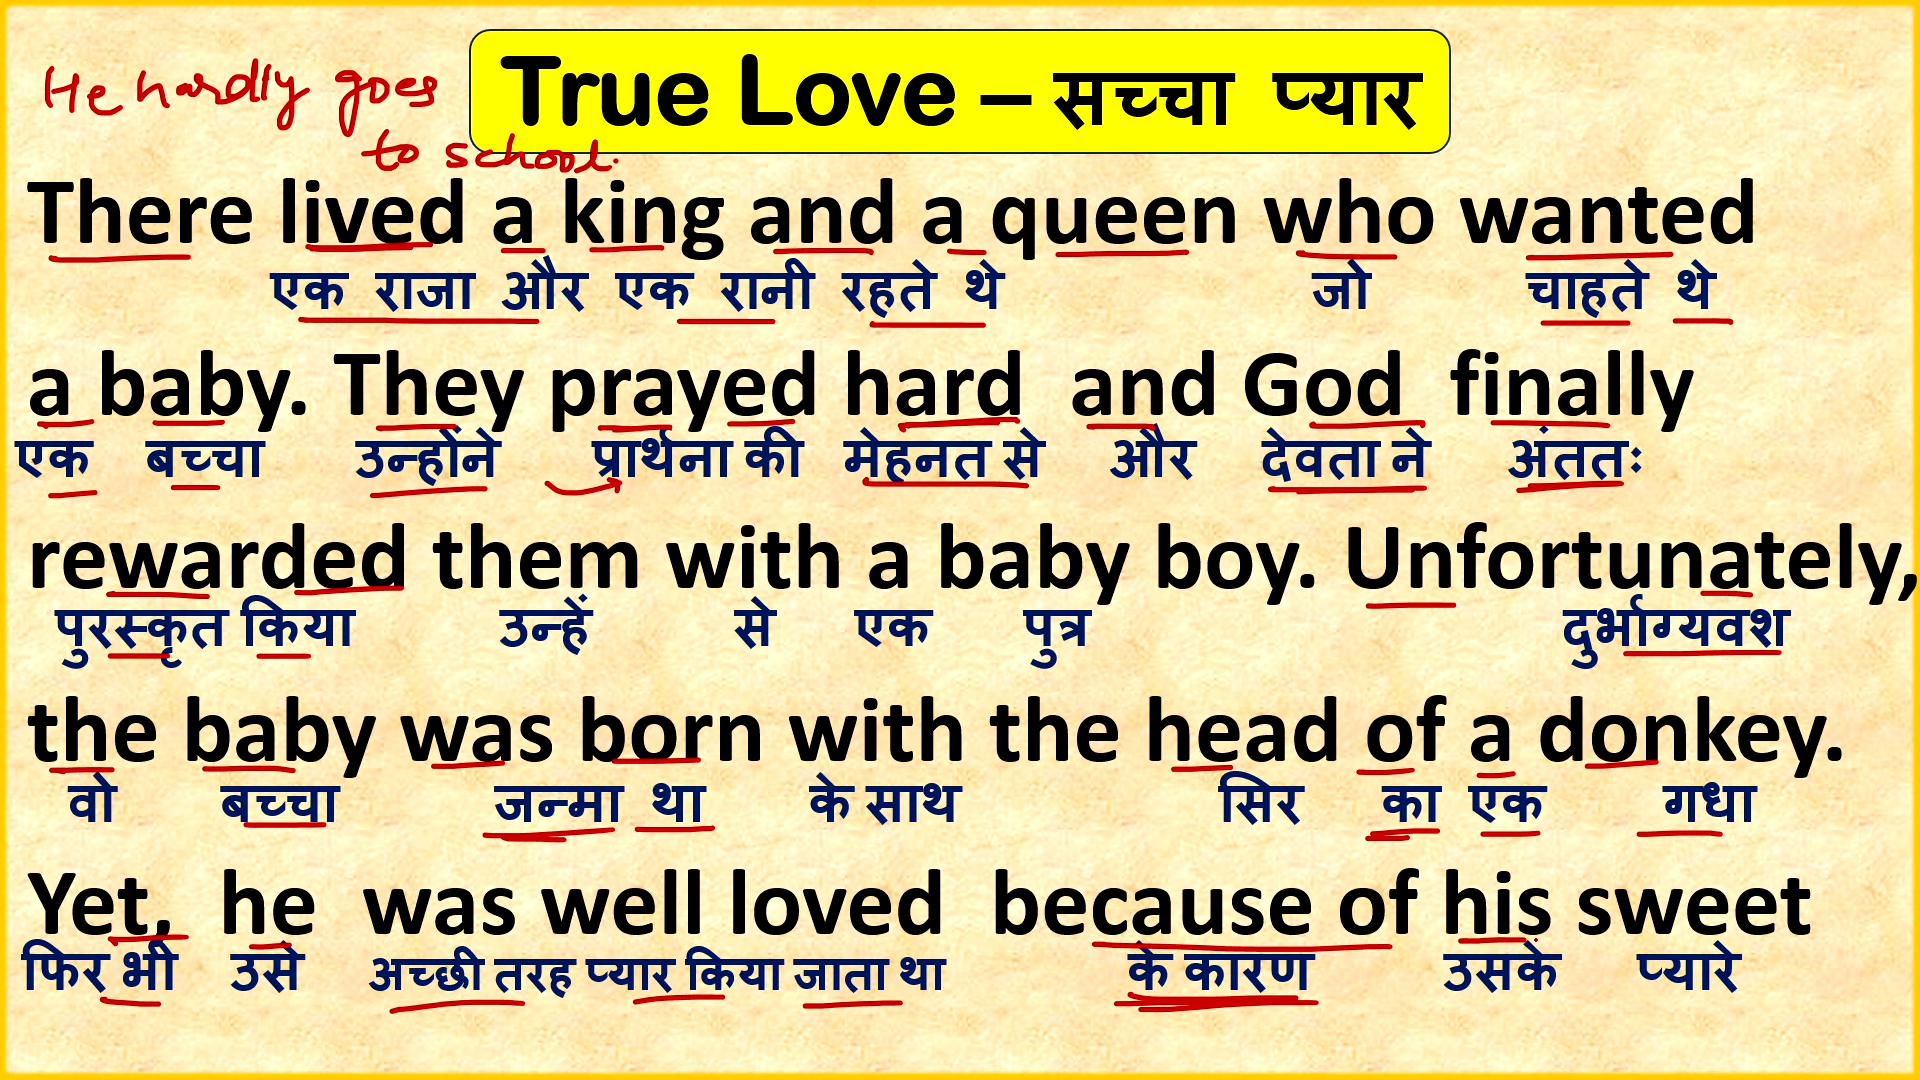 He hardly goes
to school.
True Love – सच्चा प्यार
There lived a king and a queen who wanted
एक राजा और एक रानी रहते थे जो चाहते थे
a baby. They prayed hard and God finally
एक बच्चा उन्होंने प्रार्थना की मेहनत से और देवता ने अंततः
rewarded them with a baby boy. Unfortunately,
पुरस्कृत किया उन्हें से एक पुत्र दुर्भाग्यवश
the baby was born with the head of a donkey.
वो बच्चा जन्मा था के साथ सिर का एक गधा
Yet, he was well loved because of his sweet
फिर भी उसे अच्छी तरह प्यार किया जाता था के कारण उसके प्यारे